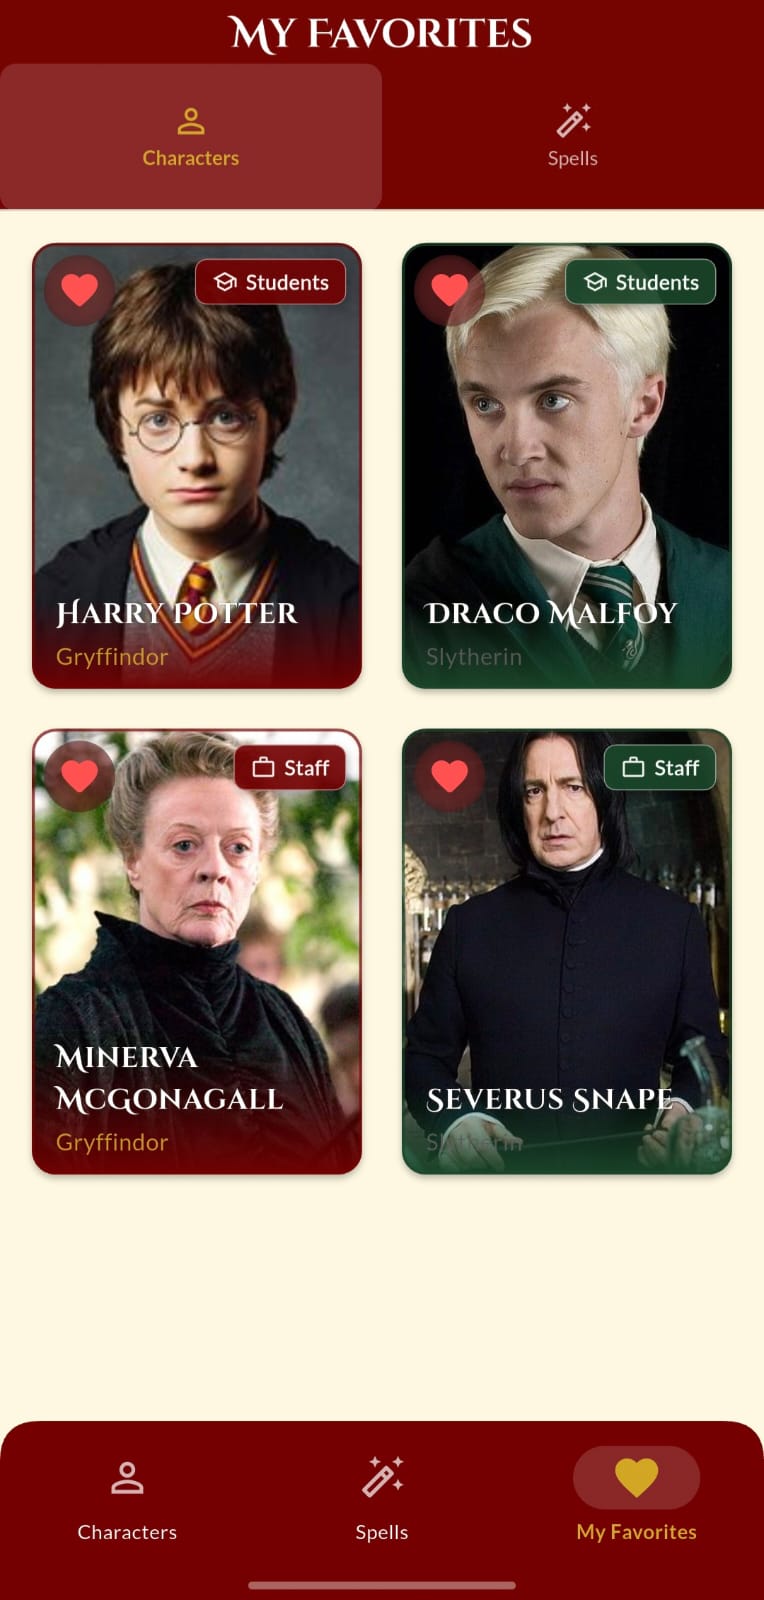 My Favorites
Characters
Spells
Students
Harry Potter
Gryffindor
Students
Draco Malfoy
Slytherin
Staff
Minerva
McGonagall
Gryffindor
Staff
Severus Snape
Slytherin
Characters
Spells
My Favorites